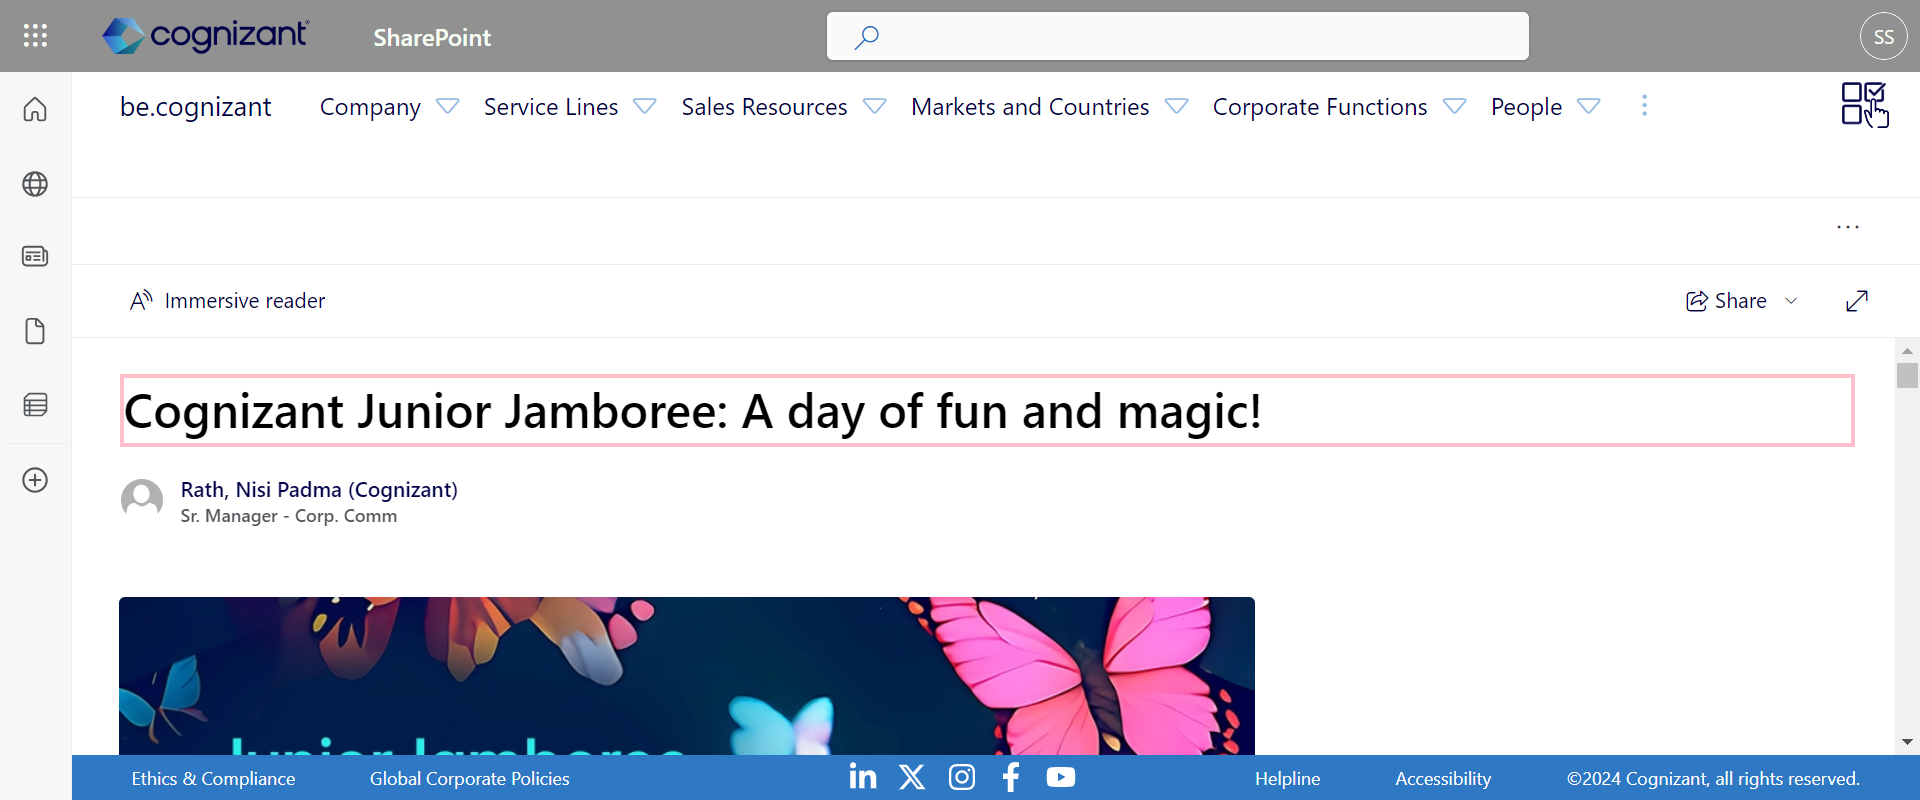 cognizant
SharePoint
SS
be.cognizant
Company
Service Lines
Sales Resources
Markets and Countries
Corporate Functions
People
Immersive reader
Share
Cognizant Junior Jamboree: A day of fun and magic!
Rath, Nisi Padma (Cognizant)
Sr. Manager - Corp. Comm
Junior Jamboree
Ethics & Compliance
Global Corporate Policies
Helpline
Accessibility
©2024 Cognizant, all rights reserved.